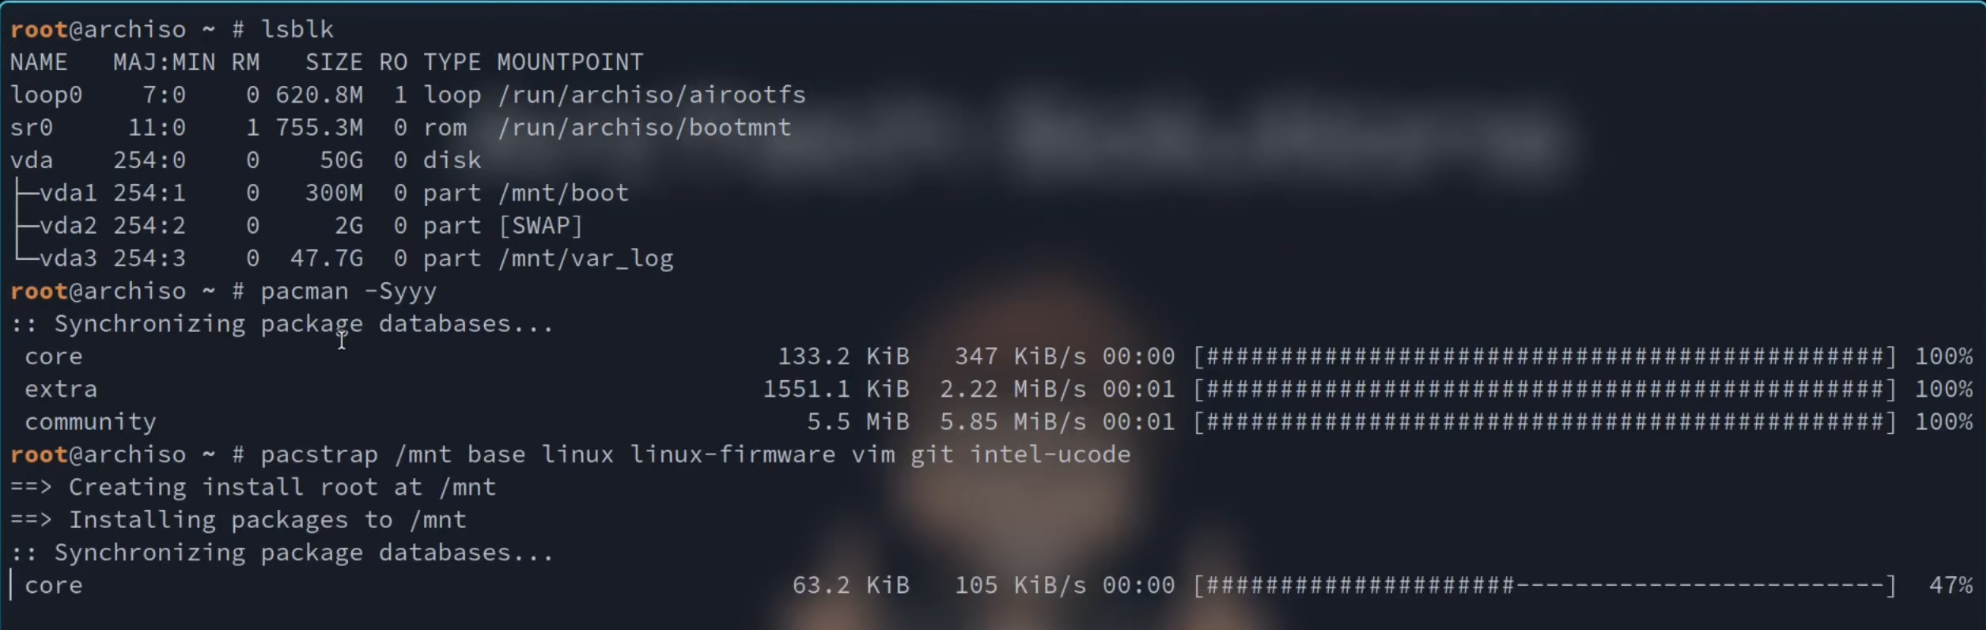 root@archiso ~ # lsblk
NAME   MAJ:MIN RM   SIZE RO TYPE MOUNTPOINT
loop0    7:0    0 620.8M  1 loop /run/archiso/airootfs
sr0     11:0    1 755.3M  0 rom  /run/archiso/bootmnt
vda    254:0    0    50G  0 disk
├─vda1 254:1    0   300M  0 part /mnt/boot
├─vda2 254:2    0     2G  0 part [SWAP]
└─vda3 254:3    0  47.7G  0 part /mnt/var_log
root@archiso ~ # pacman -Syyy
:: Synchronizing package databases...
 core                                               133.2 KiB   347 KiB/s 00:00 [##############################################] 100%
 extra                                             1551.1 KiB  2.22 MiB/s 00:01 [##############################################] 100%
 community                                            5.5 MiB  5.85 MiB/s 00:01 [##############################################] 100%
root@archiso ~ # pacstrap /mnt base linux linux-firmware vim git intel-ucode
==> Creating install root at /mnt
==> Installing packages to /mnt
:: Synchronizing package databases...
 core                                                63.2 KiB   105 KiB/s 00:00 [#####################-------------------------]  47%